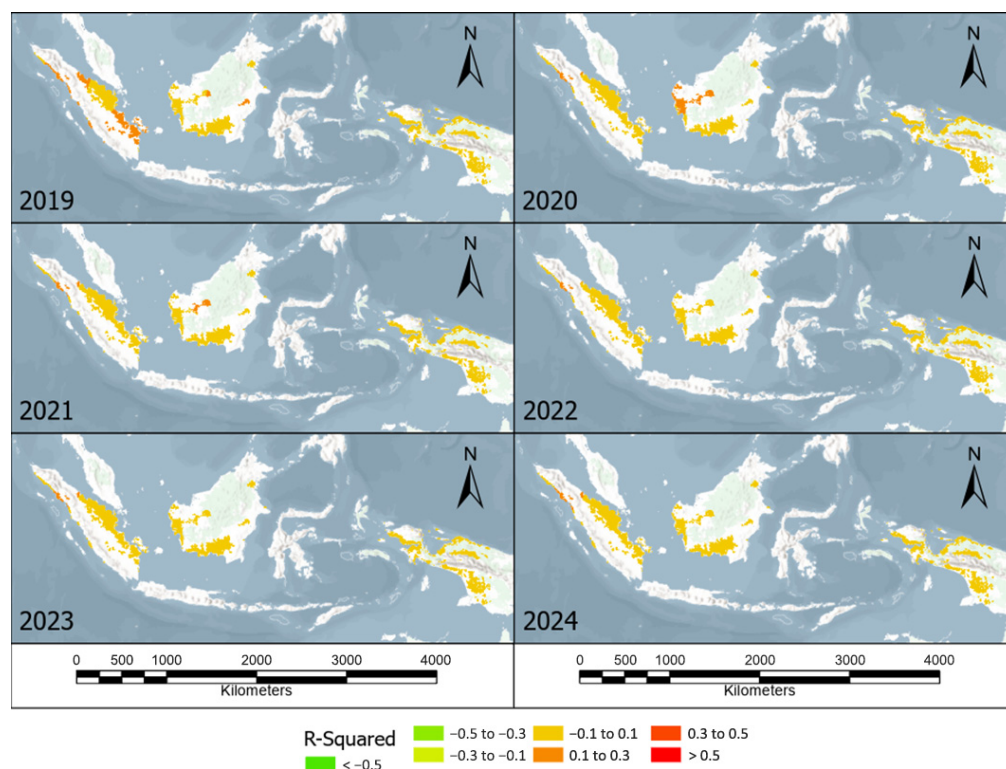 N
N
2019
2020
N
N
2021
2022
N
N
2023
2024
0 500 1000 2000 3000 4000
Kilometers
0 500 1000 2000 3000 4000
Kilometers
R-Squared
< −0.5
−0.5 to −0.3
−0.3 to −0.1
−0.1 to 0.1
0.1 to 0.3
0.3 to 0.5
> 0.5